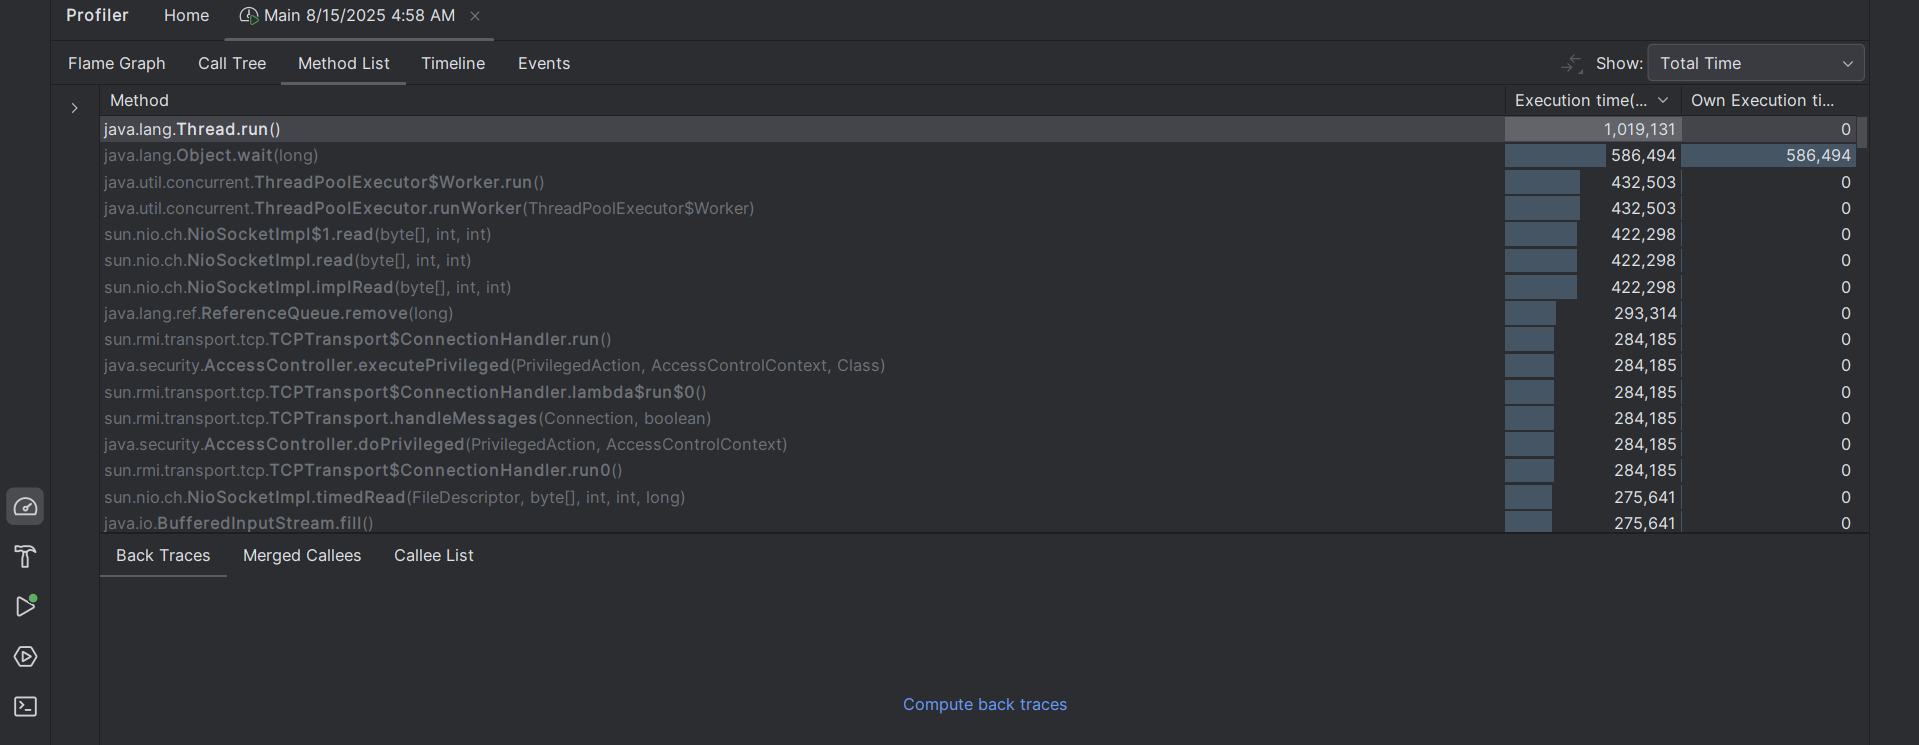 Profiler Home Main 8/15/2025 4:58 AM
Flame Graph Call Tree Method List Timeline Events Show: Total Time
Method Execution time(... Own Execution ti...
java.lang.Thread.run() 1,019,131 0
java.lang.Object.wait(long) 586,494 586,494
java.util.concurrent.ThreadPoolExecutor$Worker.run() 432,503 0
java.util.concurrent.ThreadPoolExecutor.runWorker(ThreadPoolExecutor$Worker) 432,503 0
sun.nio.ch.NioSocketImpl$1.read(byte[], int, int) 422,298 0
sun.nio.ch.NioSocketImpl.read(byte[], int, int) 422,298 0
sun.nio.ch.NioSocketImpl.implRead(byte[], int, int) 422,298 0
java.lang.ref.ReferenceQueue.remove(long) 293,314 0
sun.rmi.transport.tcp.TCPTransport$ConnectionHandler.run() 284,185 0
java.security.AccessController.executePrivileged(PrivilegedAction, AccessControlContext, Class) 284,185 0
sun.rmi.transport.tcp.TCPTransport$ConnectionHandler.lambda$run$0() 284,185 0
sun.rmi.transport.tcp.TCPTransport.handleMessages(Connection, boolean) 284,185 0
java.security.AccessController.doPrivileged(PrivilegedAction, AccessControlContext) 284,185 0
sun.rmi.transport.tcp.TCPTransport$ConnectionHandler.run0() 284,185 0
sun.nio.ch.NioSocketImpl.timedRead(FileDescriptor, byte[], int, int, long) 275,641 0
java.io.BufferedInputStream.fill() 275,641 0
Back Traces Merged Callees Callee List
Compute back traces